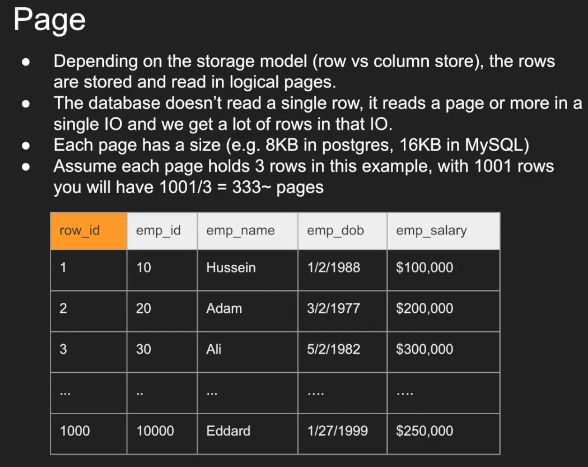 Page
● Depending on the storage model (row vs column store), the rows
are stored and read in logical pages.
● The database doesn’t read a single row, it reads a page or more in a
single IO and we get a lot of rows in that IO.
● Each page has a size (e.g. 8KB in postgres, 16KB in MySQL)
● Assume each page holds 3 rows in this example, with 1001 rows
you will have 1001/3 = 333~ pages
row_id emp_id emp_name emp_dob emp_salary
1 10 Hussein 1/2/1988 $100,000
2 20 Adam 3/2/1977 $200,000
3 30 Ali 5/2/1982 $300,000
... .. ... .... ....
1000 10000 Eddard 1/27/1999 $250,000